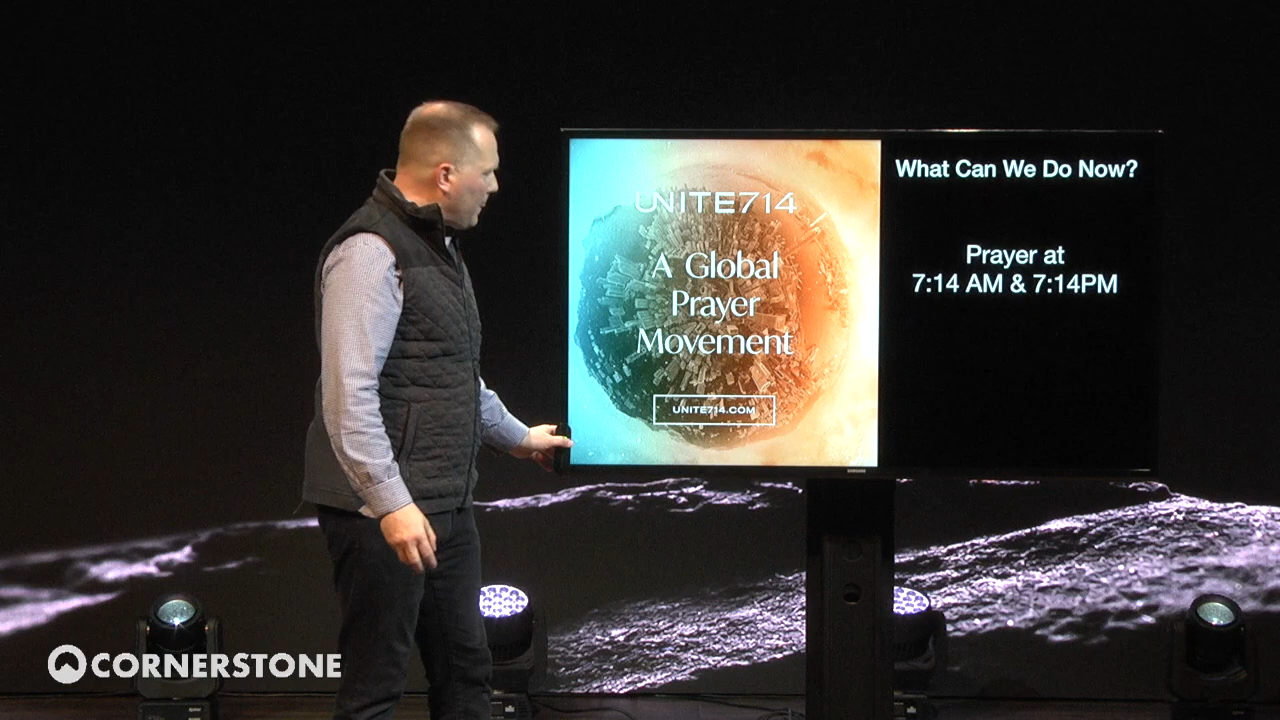 UNITE714
A Global
Prayer
Movement
UNITE714.COM
What Can We Do Now?
Prayer at
7:14 AM & 7:14PM
SAMSUNG
CORNERSTONE